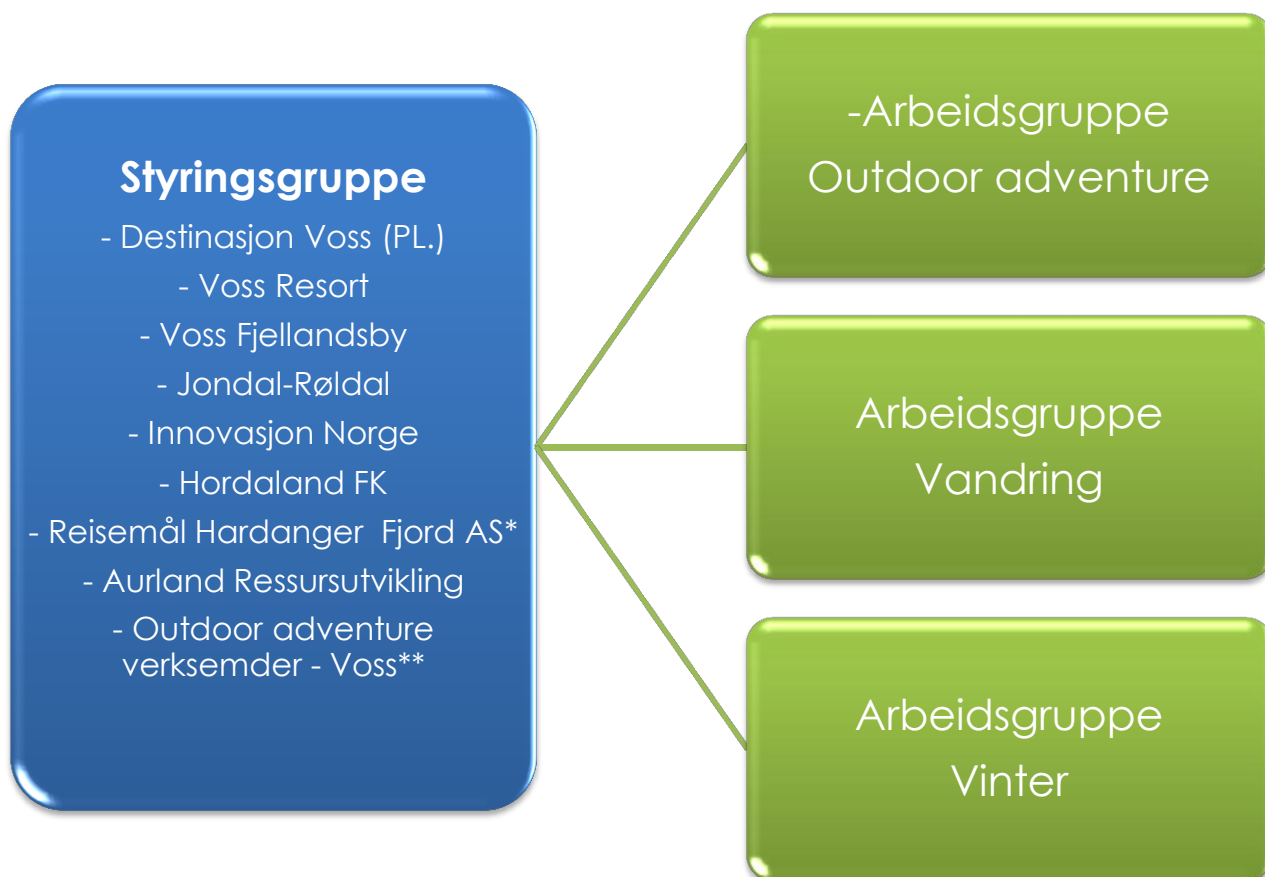 Styringsgruppe
- Destinasjon Voss (PL.)
- Voss Resort
- Voss Fjellandsby
- Jondal-Røldal
- Innovasjon Norge
- Hordaland FK
- Reisemål Hardanger Fjord AS*
- Aurland Ressursutvikling
- Outdoor adventure
verksemder - Voss**
-Arbeidsgruppe
Outdoor adventure
Arbeidsgruppe
Vandring
Arbeidsgruppe
Vinter